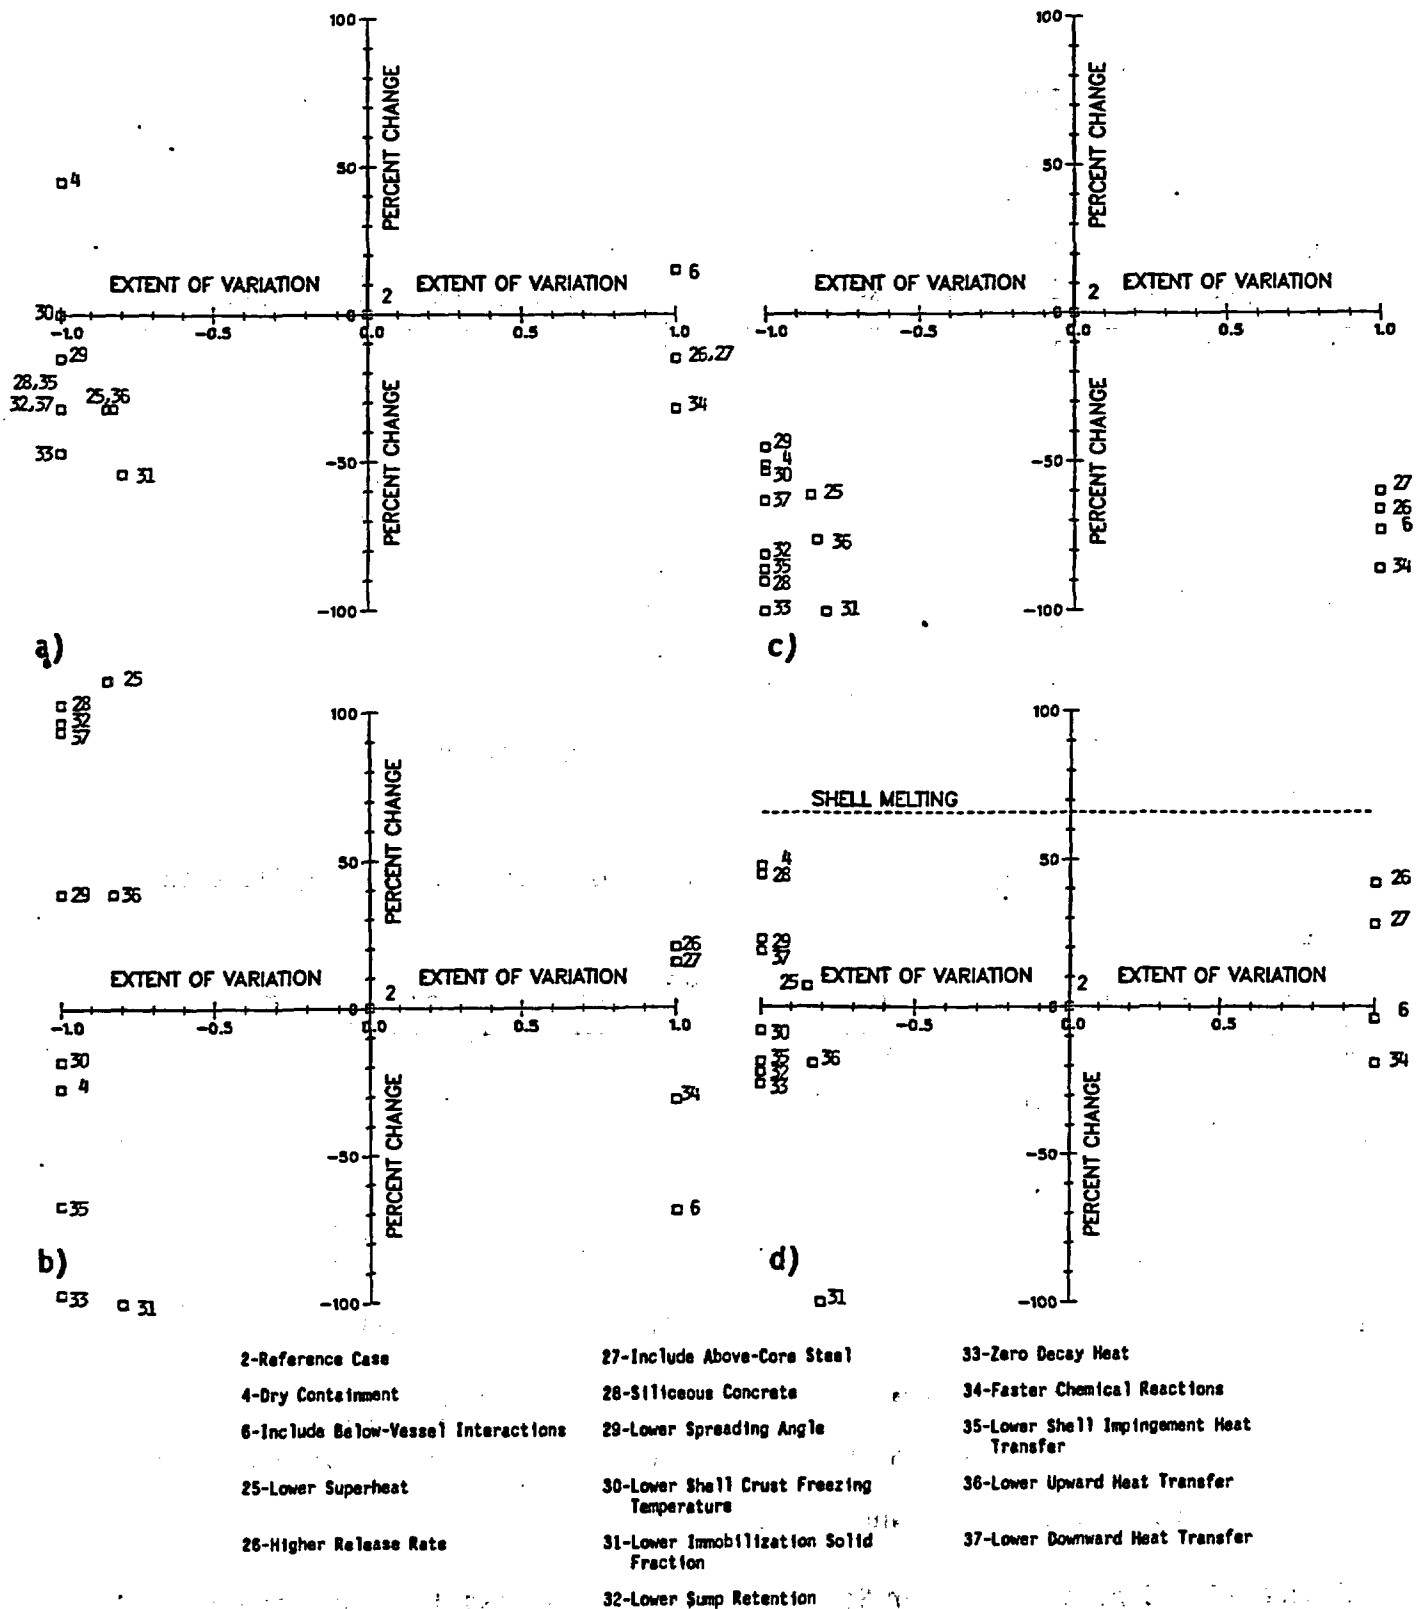 100
PERCENT CHANGE
50
4
EXTENT OF VARIATION
EXTENT OF VARIATION
2
6
30
0
-1.0
-0.5
0.0
0.5
1.0
29
26,27
28,35
32,37
25,36
34
33
31
-50
PERCENT CHANGE
-100
a)
100
PERCENT CHANGE
50
EXTENT OF VARIATION
EXTENT OF VARIATION
2
0
-1.0
-0.5
0.0
0.5
1.0
29
4
30
37
25
27
26
6
36
32
35
28
34
33
31
-50
PERCENT CHANGE
-100
c)
25
28
32
37
100
PERCENT CHANGE
50
29
36
26
27
EXTENT OF VARIATION
EXTENT OF VARIATION
2
0
-1.0
-0.5
0.0
0.5
1.0
30
4
34
-50
PERCENT CHANGE
35
6
b)
33
31
-100
100
SHELL MELTING
4
28
50
26
27
29
37
25
EXTENT OF VARIATION
EXTENT OF VARIATION
2
0
-0.5
0.0
0.5
6
30
35
36
32
33
34
-50
PERCENT CHANGE
d)
31
-100
2-Reference Case
4-Dry Containment
6-Include Below-Vessel Interactions
25-Lower Superheat
26-Higher Release Rate
27-Include Above-Core Steel
28-Siliceous Concrete
29-Lower Spreading Angle
30-Lower Shell Crust Freezing
Temperature
31-Lower Immobilization Solid
Fraction
32-Lower Sump Retention
33-Zero Decay Heat
34-Faster Chemical Reactions
35-Lower Shell Impingement Heat
Transfer
36-Lower Upward Heat Transfer
37-Lower Downward Heat Transfer